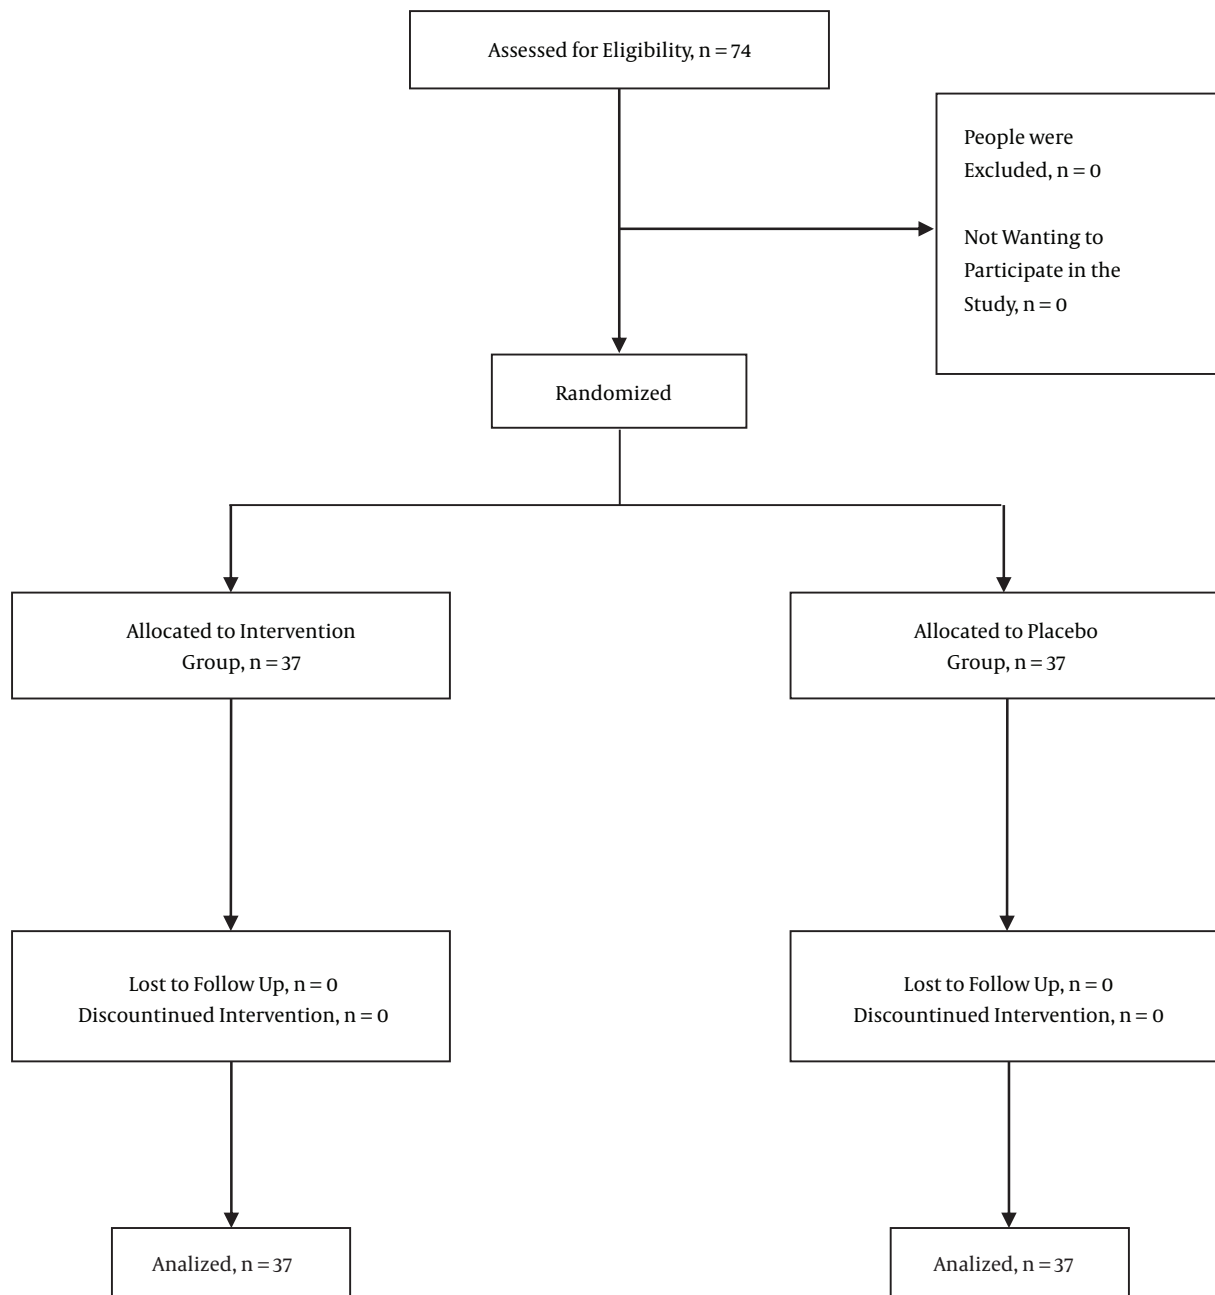 Assessed for Eligibility, n = 74
People were
Excluded, n = 0
Not Wanting to
Participate in the
Study, n = 0
Randomized
Allocated to Intervention
Group, n = 37
Allocated to Placebo
Group, n = 37
Lost to Follow Up, n = 0
Discountinued Intervention, n = 0
Lost to Follow Up, n = 0
Discountinued Intervention, n = 0
Analized, n = 37
Analized, n = 37